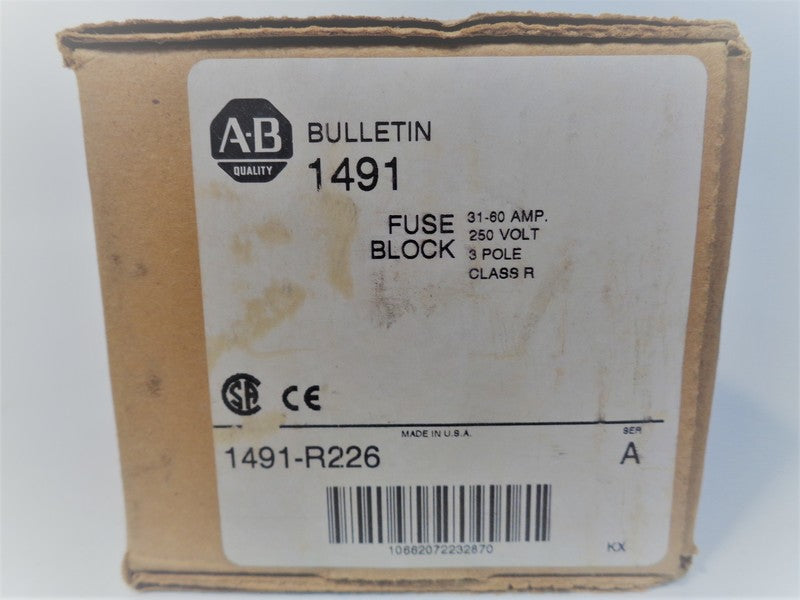 A-B
QUALITY
BULLETIN
1491
FUSE BLOCK
31-60 AMP.
250 VOLT
3 POLE
CLASS R
SA
CE
MADE IN U.S.A.
SER
1491-R226
A
10662072232870
KX